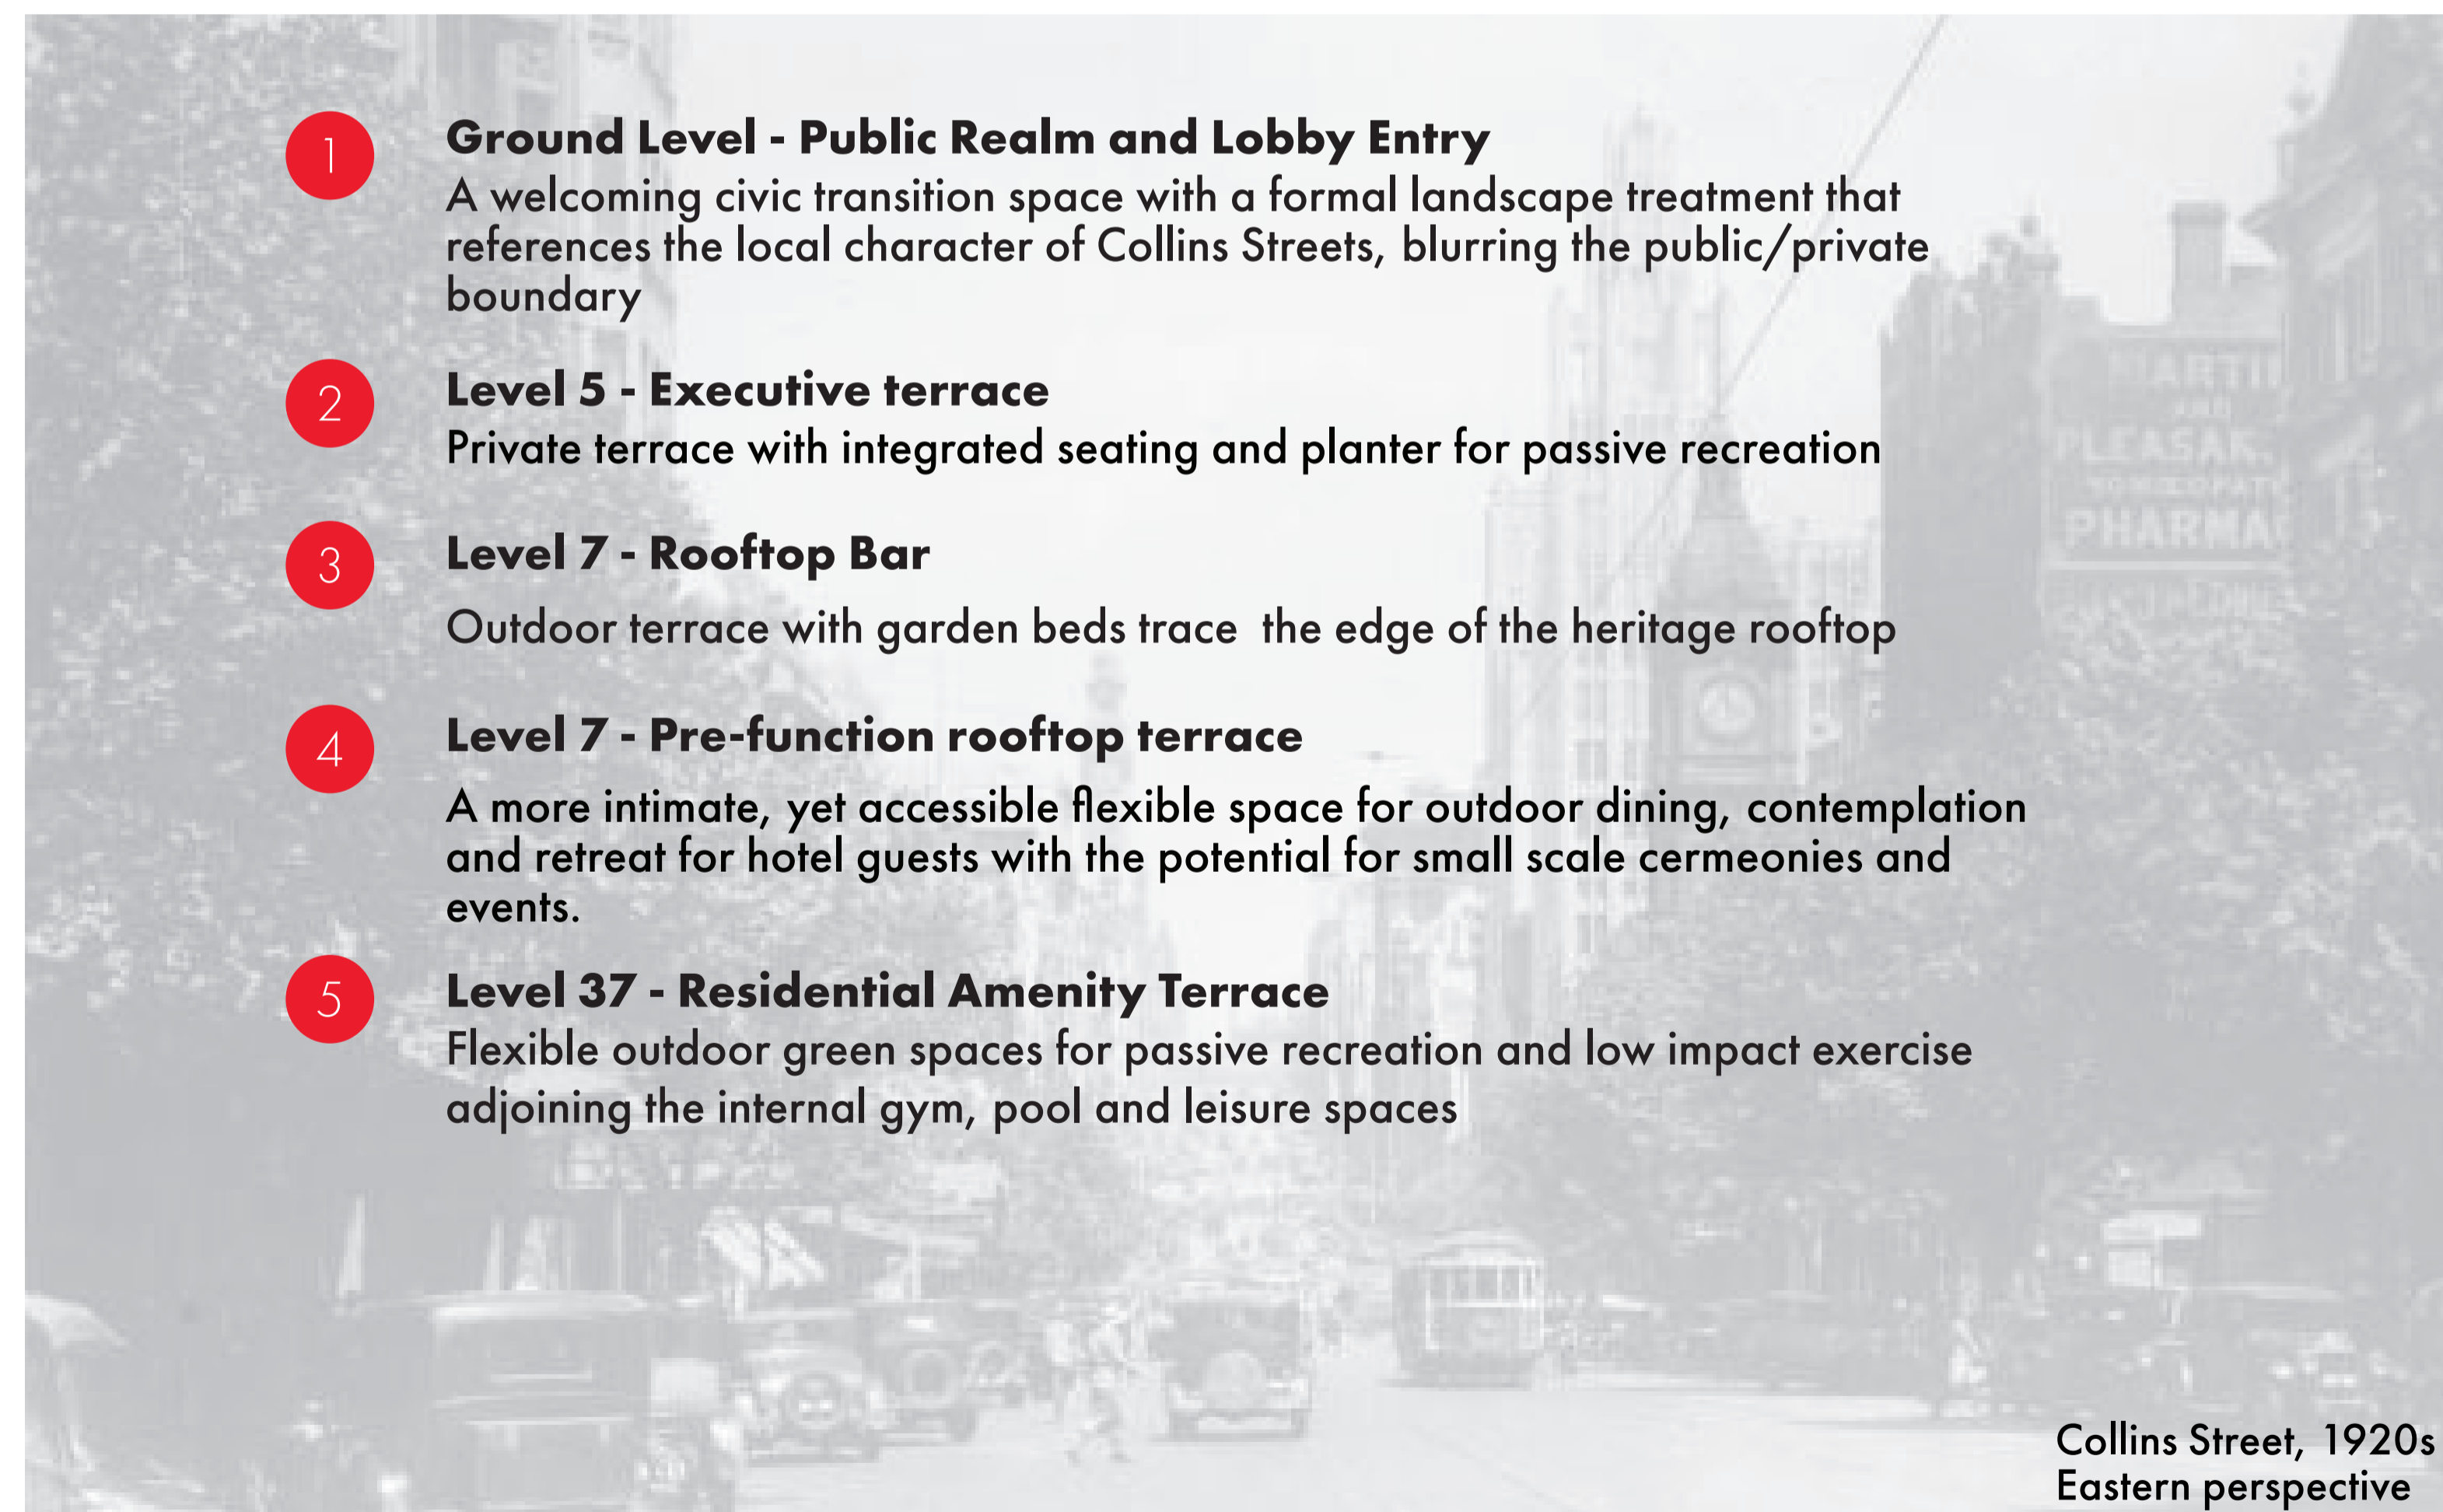 1
Ground Level - Public Realm and Lobby Entry
A welcoming civic transition space with a formal landscape treatment that
references the local character of Collins Streets, blurring the public/private
boundary
2
Level 5 - Executive terrace
Private terrace with integrated seating and planter for passive recreation
3
Level 7 - Rooftop Bar
Outdoor terrace with garden beds trace  the edge of the heritage rooftop
4
Level 7 - Pre-function rooftop terrace
A more intimate, yet accessible flexible space for outdoor dining, contemplation
and retreat for hotel guests with the potential for small scale cermeonies and
events.
5
Level 37 - Residential Amenity Terrace
Flexible outdoor green spaces for passive recreation and low impact exercise
adjoining the internal gym, pool and leisure spaces
AND
Collins Street, 1920s
Eastern perspective